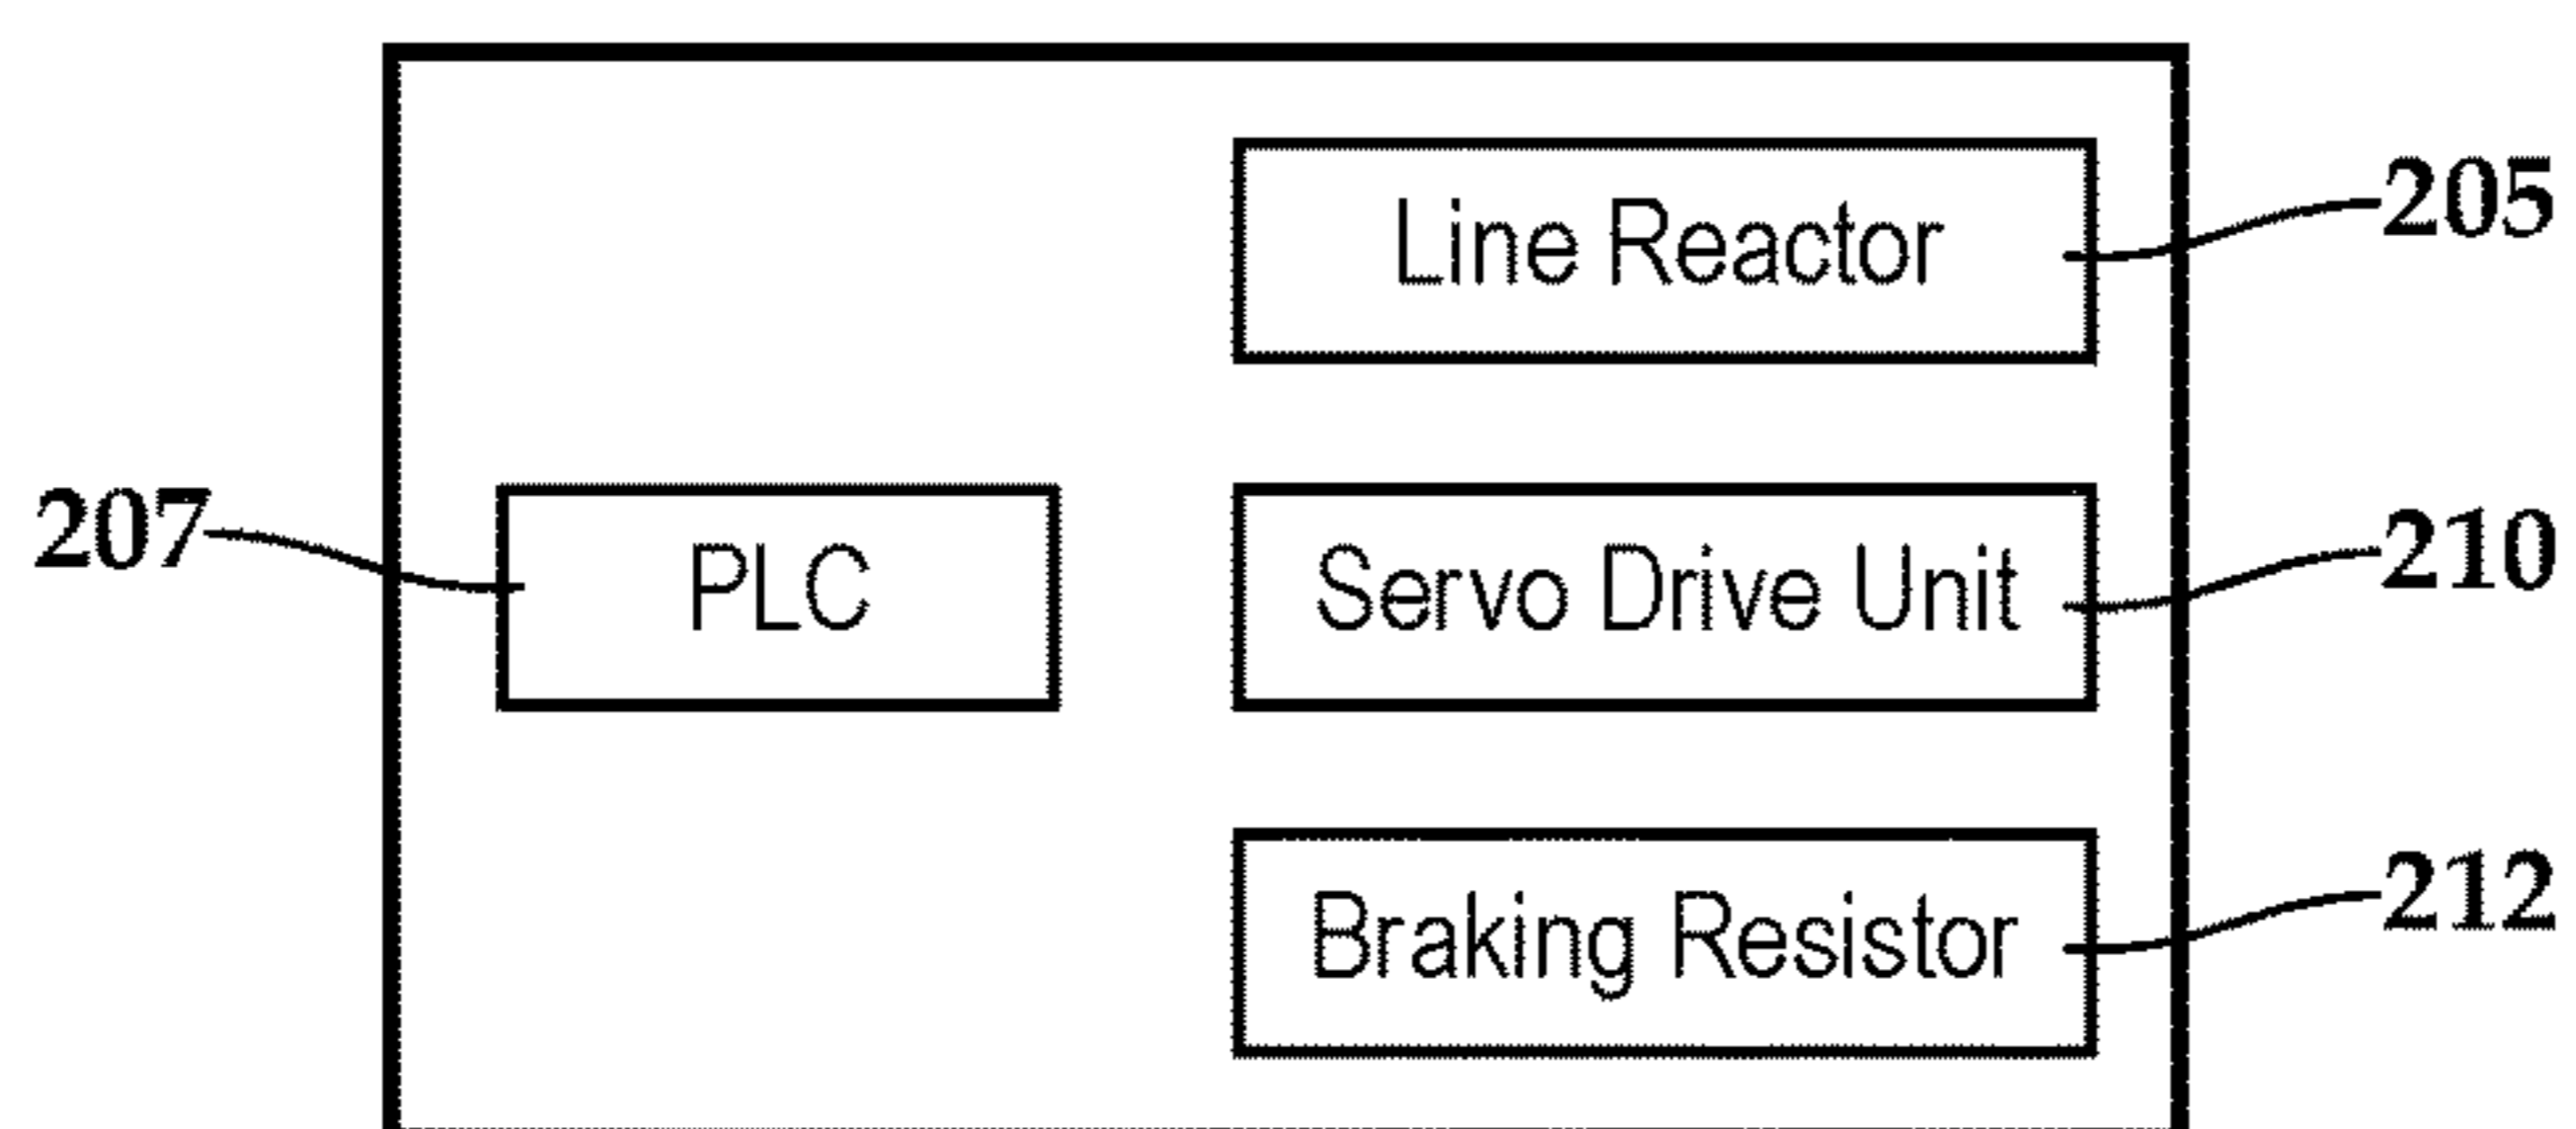 Line Reactor
205
207
PLC
Servo Drive Unit
210
Braking Resistor
212